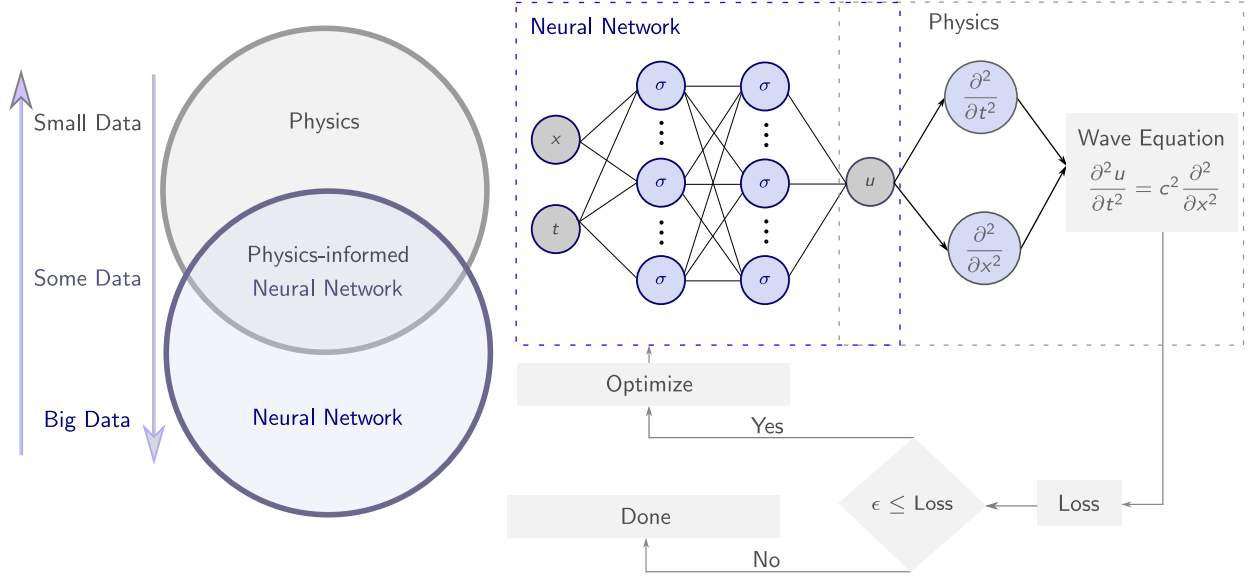 Small Data
Some Data
Big Data
Physics
Physics-informed
Neural Network
Neural Network
Neural Network
Physics
x
t
σ
σ
σ
σ
σ
σ
u
∂²/∂t²
∂²/∂x²
Wave Equation
∂²u/∂t² = c² ∂²/∂x²
Optimize
Yes
ϵ ≤ Loss
Loss
Done
No